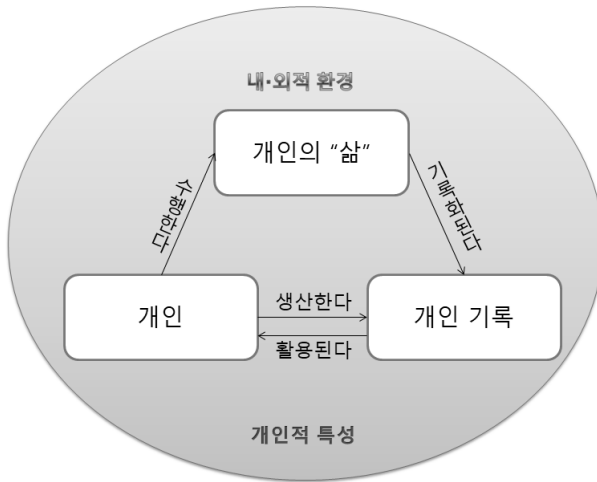 내·외적 환경
개인의 “삶”
수행한다
기록화된다
개인
생산한다
활용된다
개인 기록
개인적 특성